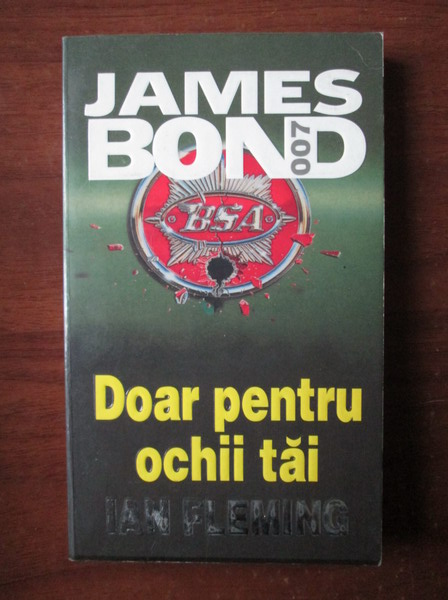 JAMES
BOND
007
BSA
Doar pentru
ochii tăi
IAN FLEMING